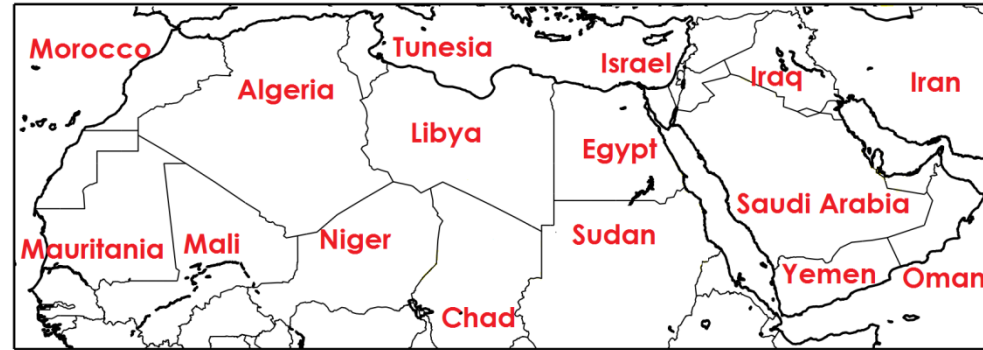 Morocco
Tunesia
Israel
Iraq
Iran
Algeria
Libya
Egypt
Saudi Arabia
Mauritania
Mali
Niger
Sudan
Yemen
Oman
Chad